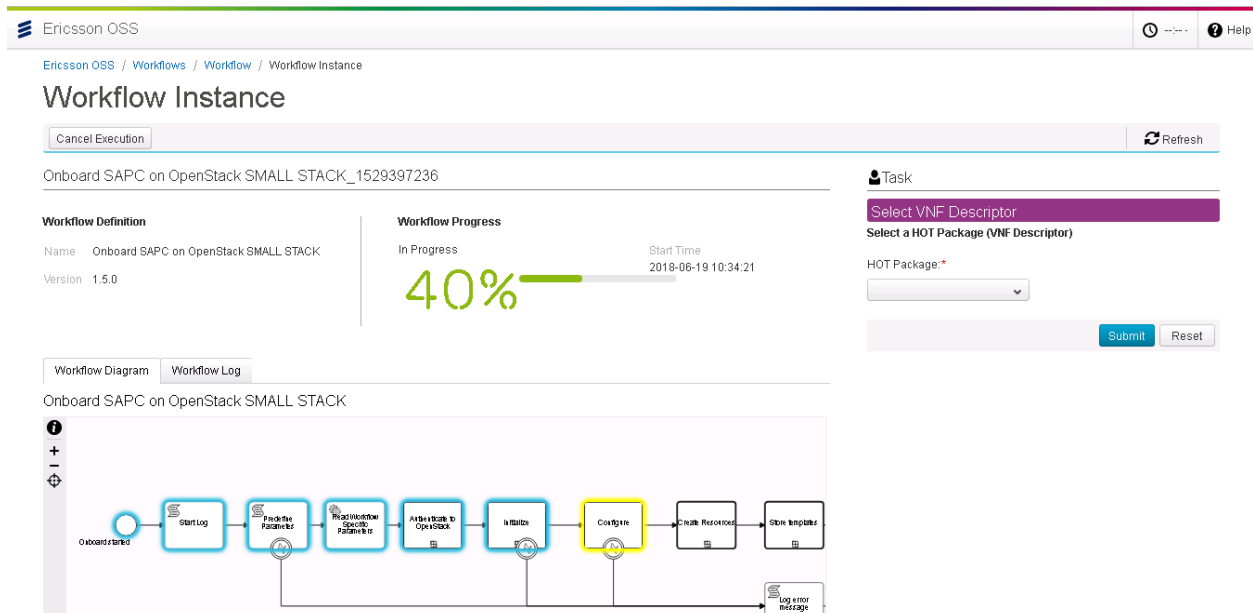 Ericsson OSS
--:-- -
Help
Ericsson OSS / Workflows / Workflow / Workflow Instance
Workflow Instance
Cancel Execution
Refresh
Onboard SAPC on OpenStack SMALL STACK_1529397236
Workflow Definition
Name Onboard SAPC on OpenStack SMALL STACK
Version 1.5.0
Workflow Progress
In Progress
40%
Start Time
2018-06-19 10:34:21
Task
Select VNF Descriptor
Select a HOT Package (VNF Descriptor)
HOT Package:*
Submit Reset
Workflow Diagram Workflow Log
Onboard SAPC on OpenStack SMALL STACK
Onboard started
Start Log
Predefine
Parameters
Read Workflow
Specific
Parameters
Authenticate to
OpenStack
Initialize
Configure
Create Resources
Store templates
Log error
message